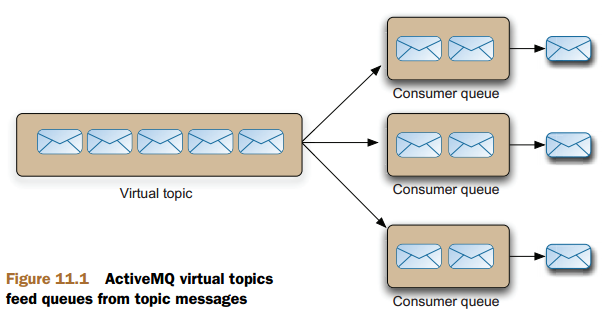 Consumer queue
Virtual topic
Consumer queue
Consumer queue
Figure 11.1 ActiveMQ virtual topics
feed queues from topic messages